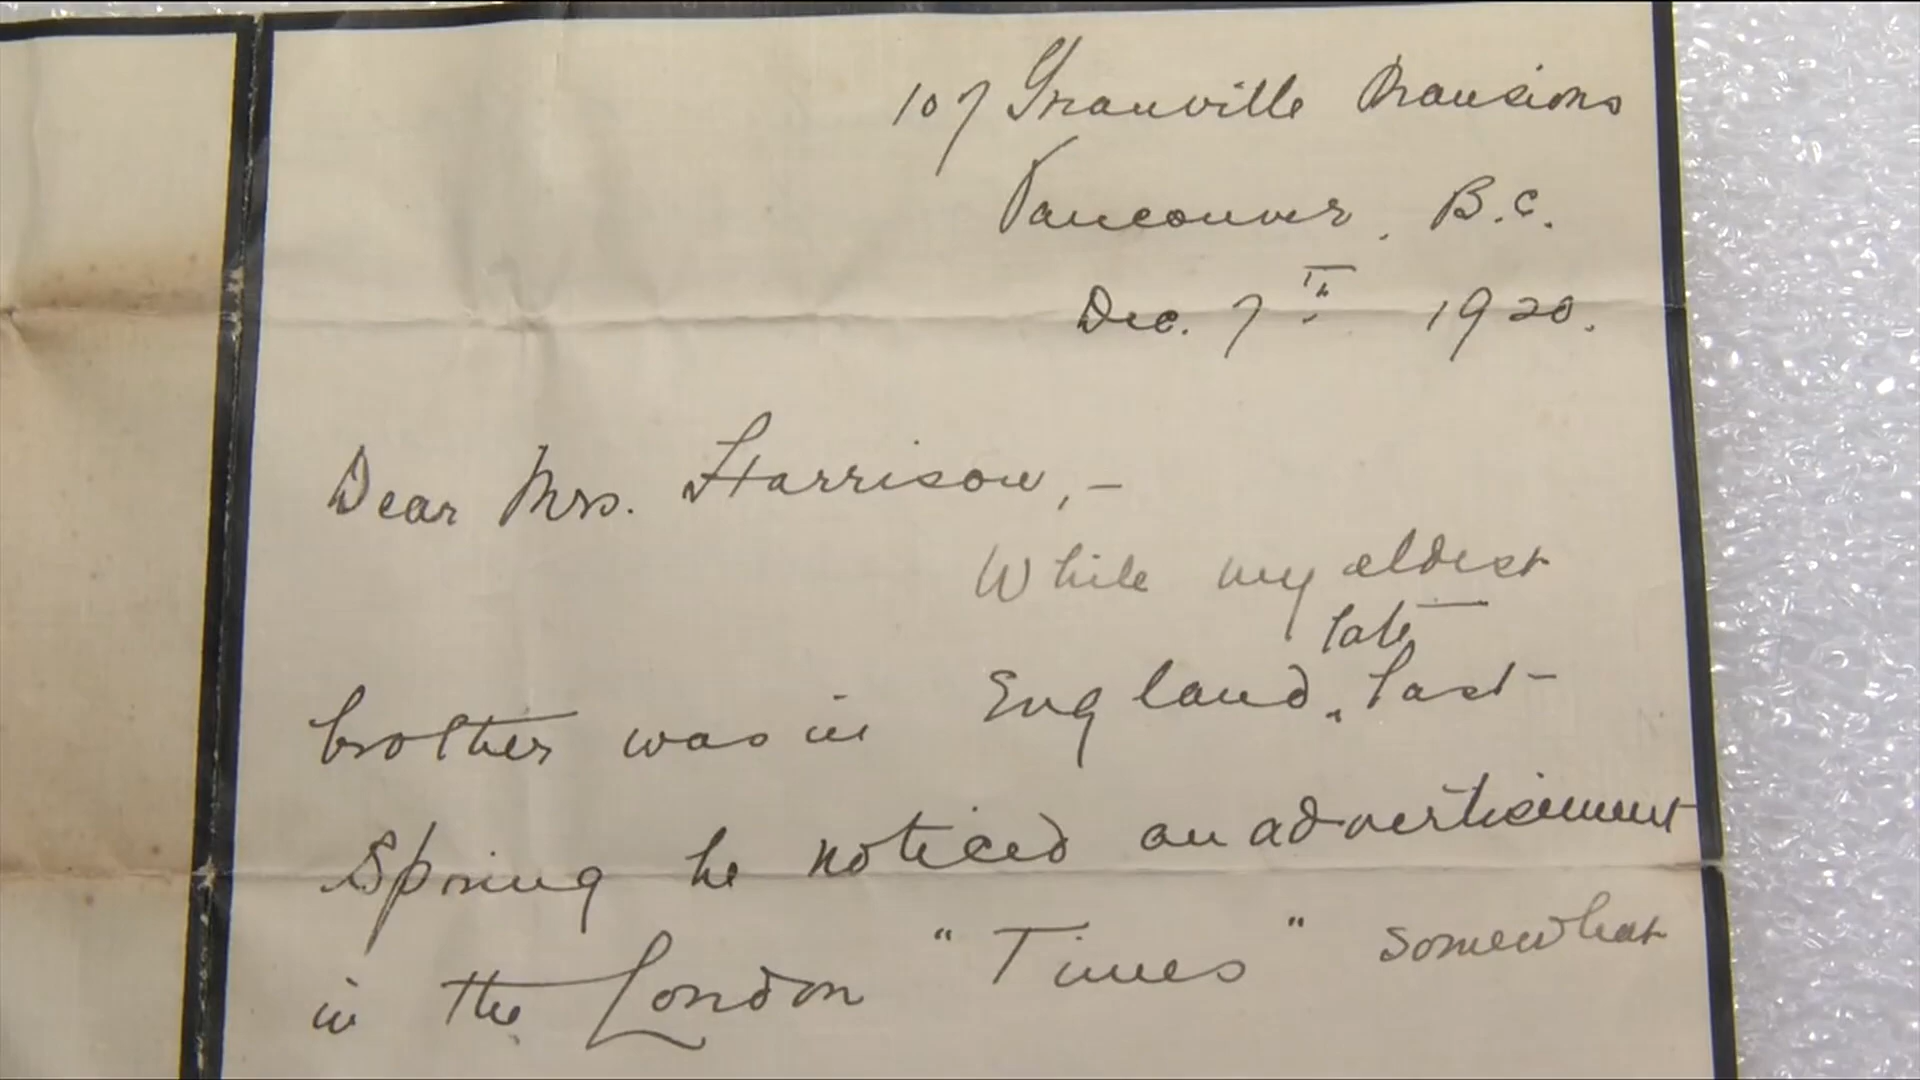 107 Granville Mansions
Vancouver, B.C.
Dec. 7th 1920.
Dear Mrs. Harrison,-
While my eldest
late
brother was in England, last
Spring he noticed an advertisement
in the London "Times" somewhat